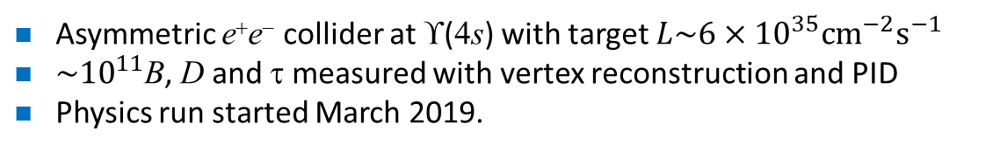 ■ Asymmetric e⁺e⁻ collider at ϒ(4s) with target L~6 × 10³⁵cm⁻²s⁻¹
■ ~10¹¹B, D and τ measured with vertex reconstruction and PID
■ Physics run started March 2019.